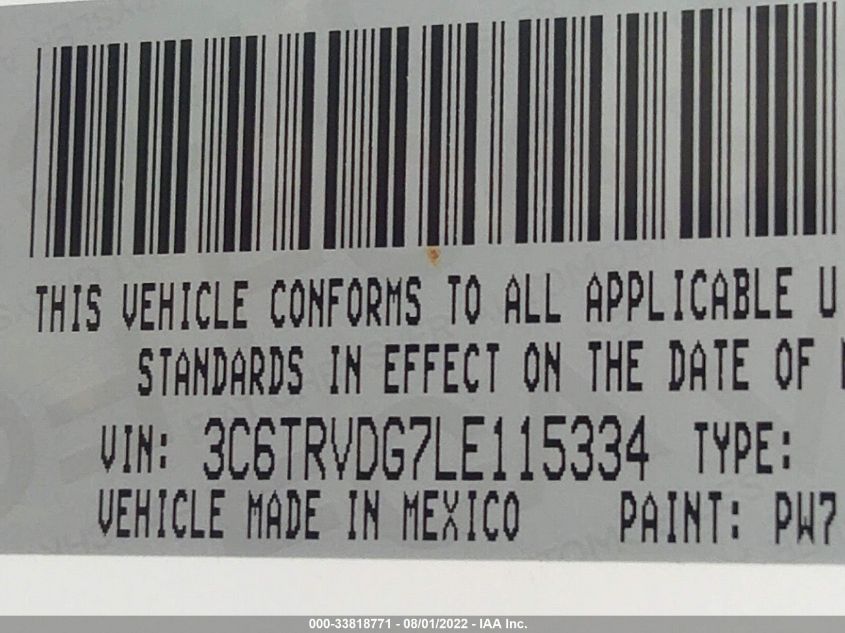 THIS VEHICLE CONFORMS TO ALL APPLICABLE U
STANDARDS IN EFFECT ON THE DATE OF
VIN: 3C6TRVDG7LE115334 TYPE:
VEHICLE MADE IN MEXICO PAINT: PW7
000-33818771 - 08/01/2022 - IAA Inc.